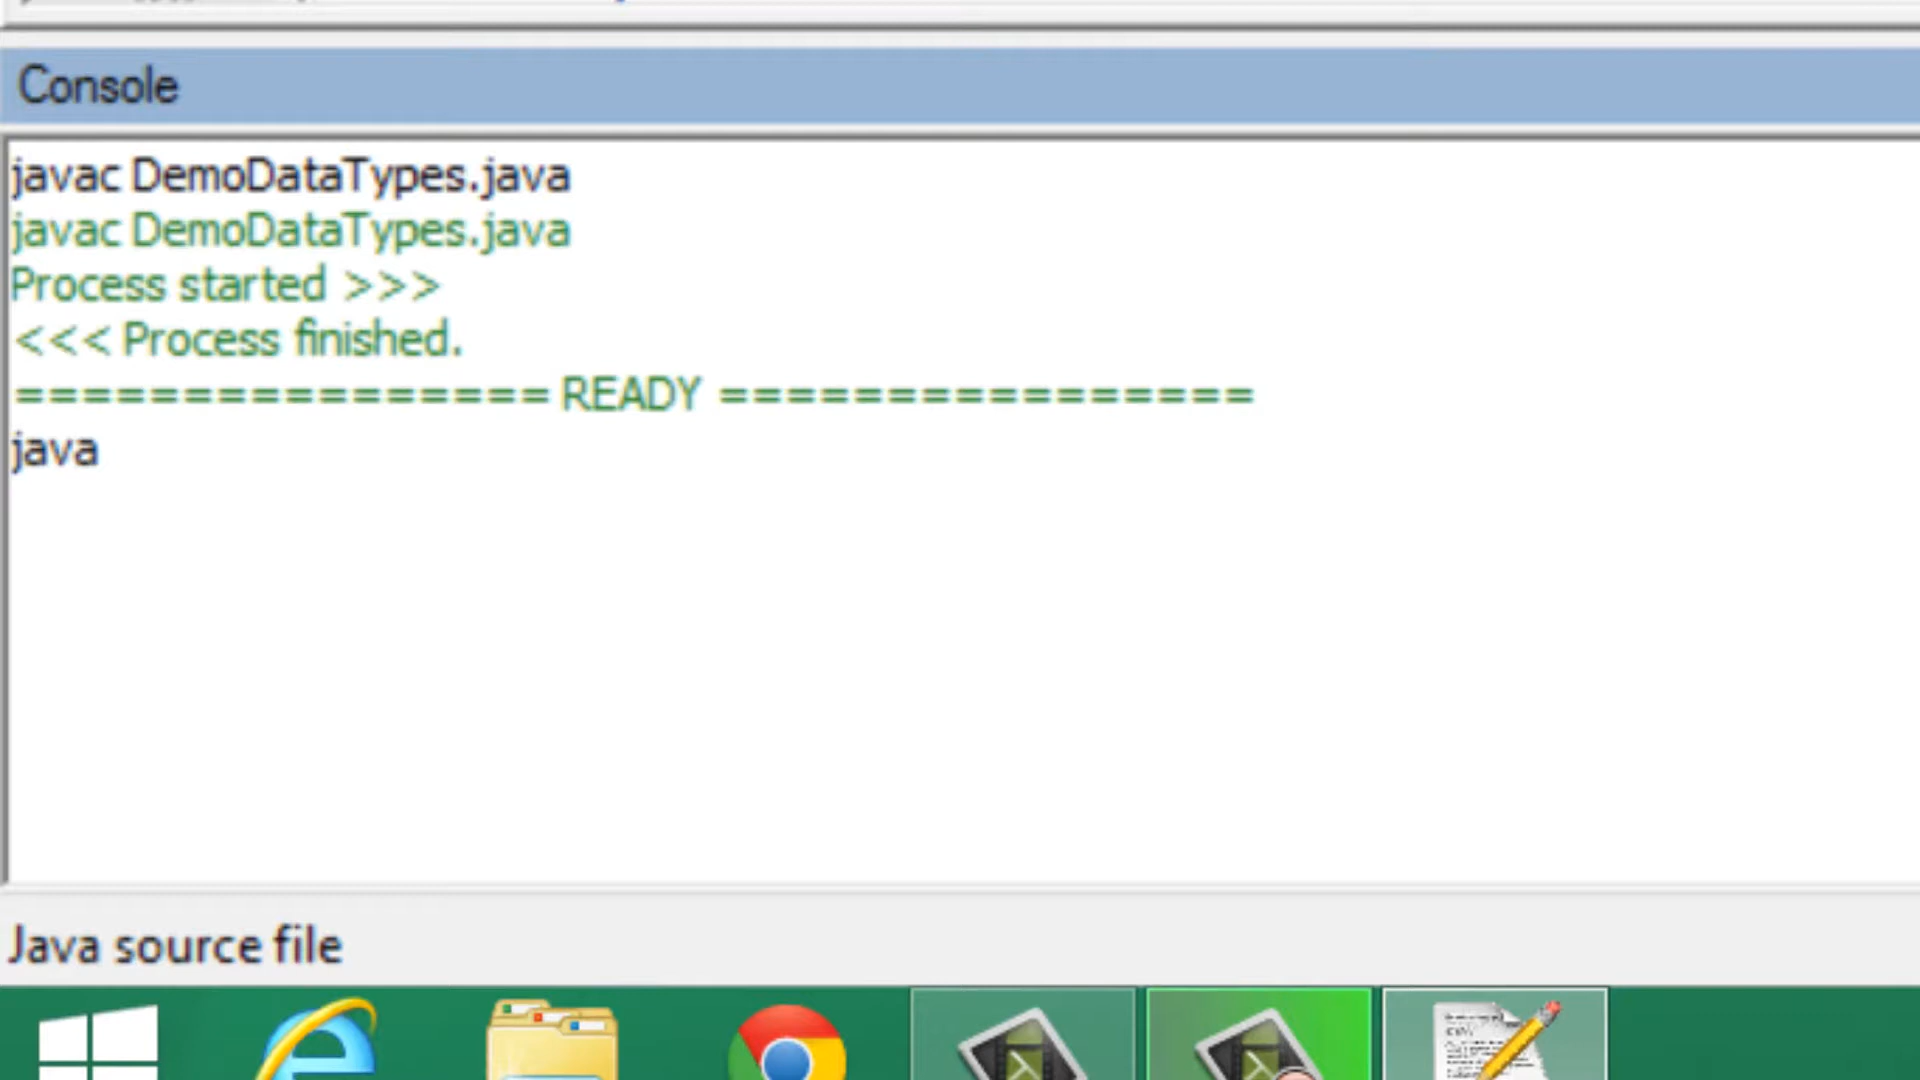 Console
javac DemoDataTypes.java
javac DemoDataTypes.java
Process started >>>
<<< Process finished.
================ READY ================
java
Java source file